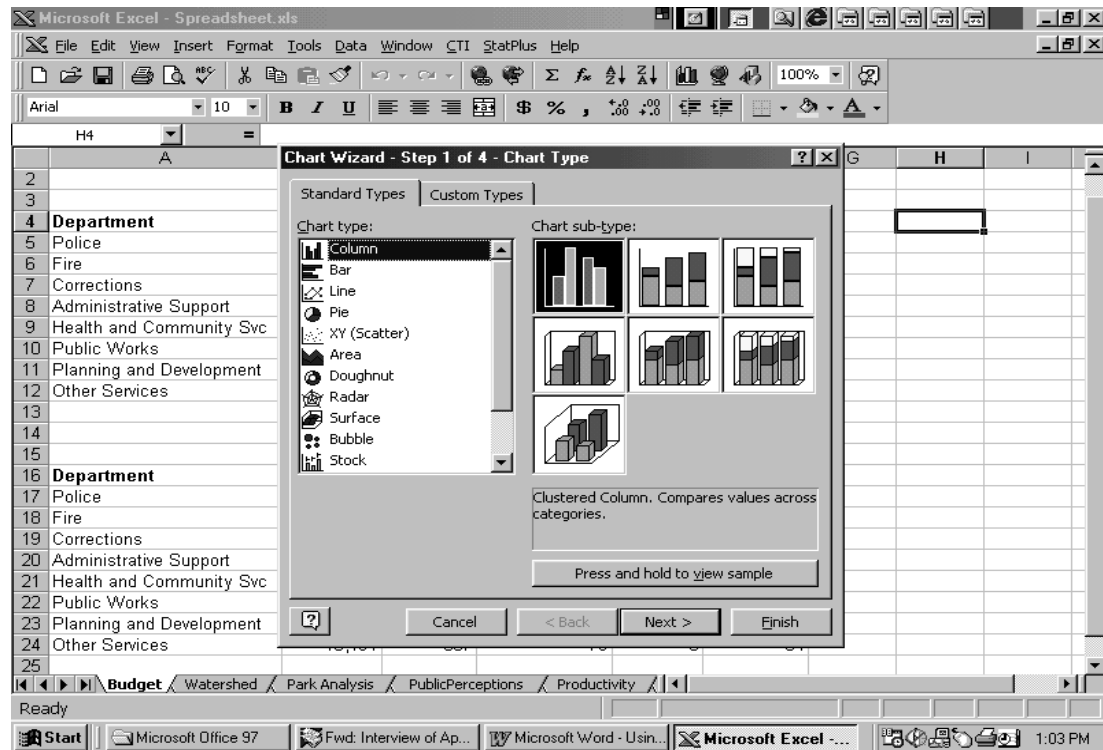 Microsoft Excel - Spreadsheet.xls
File Edit View Insert Format Tools Data Window CTI StatPlus Help
100%
Arial 10 B I U $ % ,
H4 =
A G H I
Chart Wizard - Step 1 of 4 - Chart Type
Standard Types Custom Types
Chart type: Chart sub-type:
Column
Bar
Line
Pie
XY (Scatter)
Area
Doughnut
Radar
Surface
Bubble
Stock
Clustered Column. Compares values across
categories.
Press and hold to view sample
Cancel < Back Next > Finish
2
3
4 Department
5 Police
6 Fire
7 Corrections
8 Administrative Support
9 Health and Community Svc
10 Public Works
11 Planning and Development
12 Other Services
13
14
15
16 Department
17 Police
18 Fire
19 Corrections
20 Administrative Support
21 Health and Community Svc
22 Public Works
23 Planning and Development
24 Other Services
25
Budget Watershed Park Analysis PublicPerceptions Productivity
Ready
Start Microsoft Office 97 Fwd: Interview of Ap... Microsoft Word - Usin... Microsoft Excel -... 1:03 PM